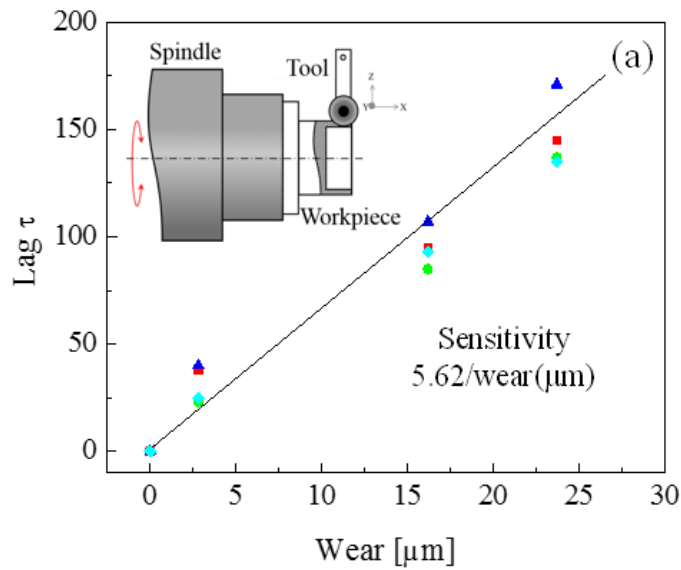 200
150
100
50
0
Lag τ
Spindle
Tool
Z
Y
X
Workpiece
(a)
Sensitivity
5.62/wear(μm)
0 5 10 15 20 25 30
Wear [μm]